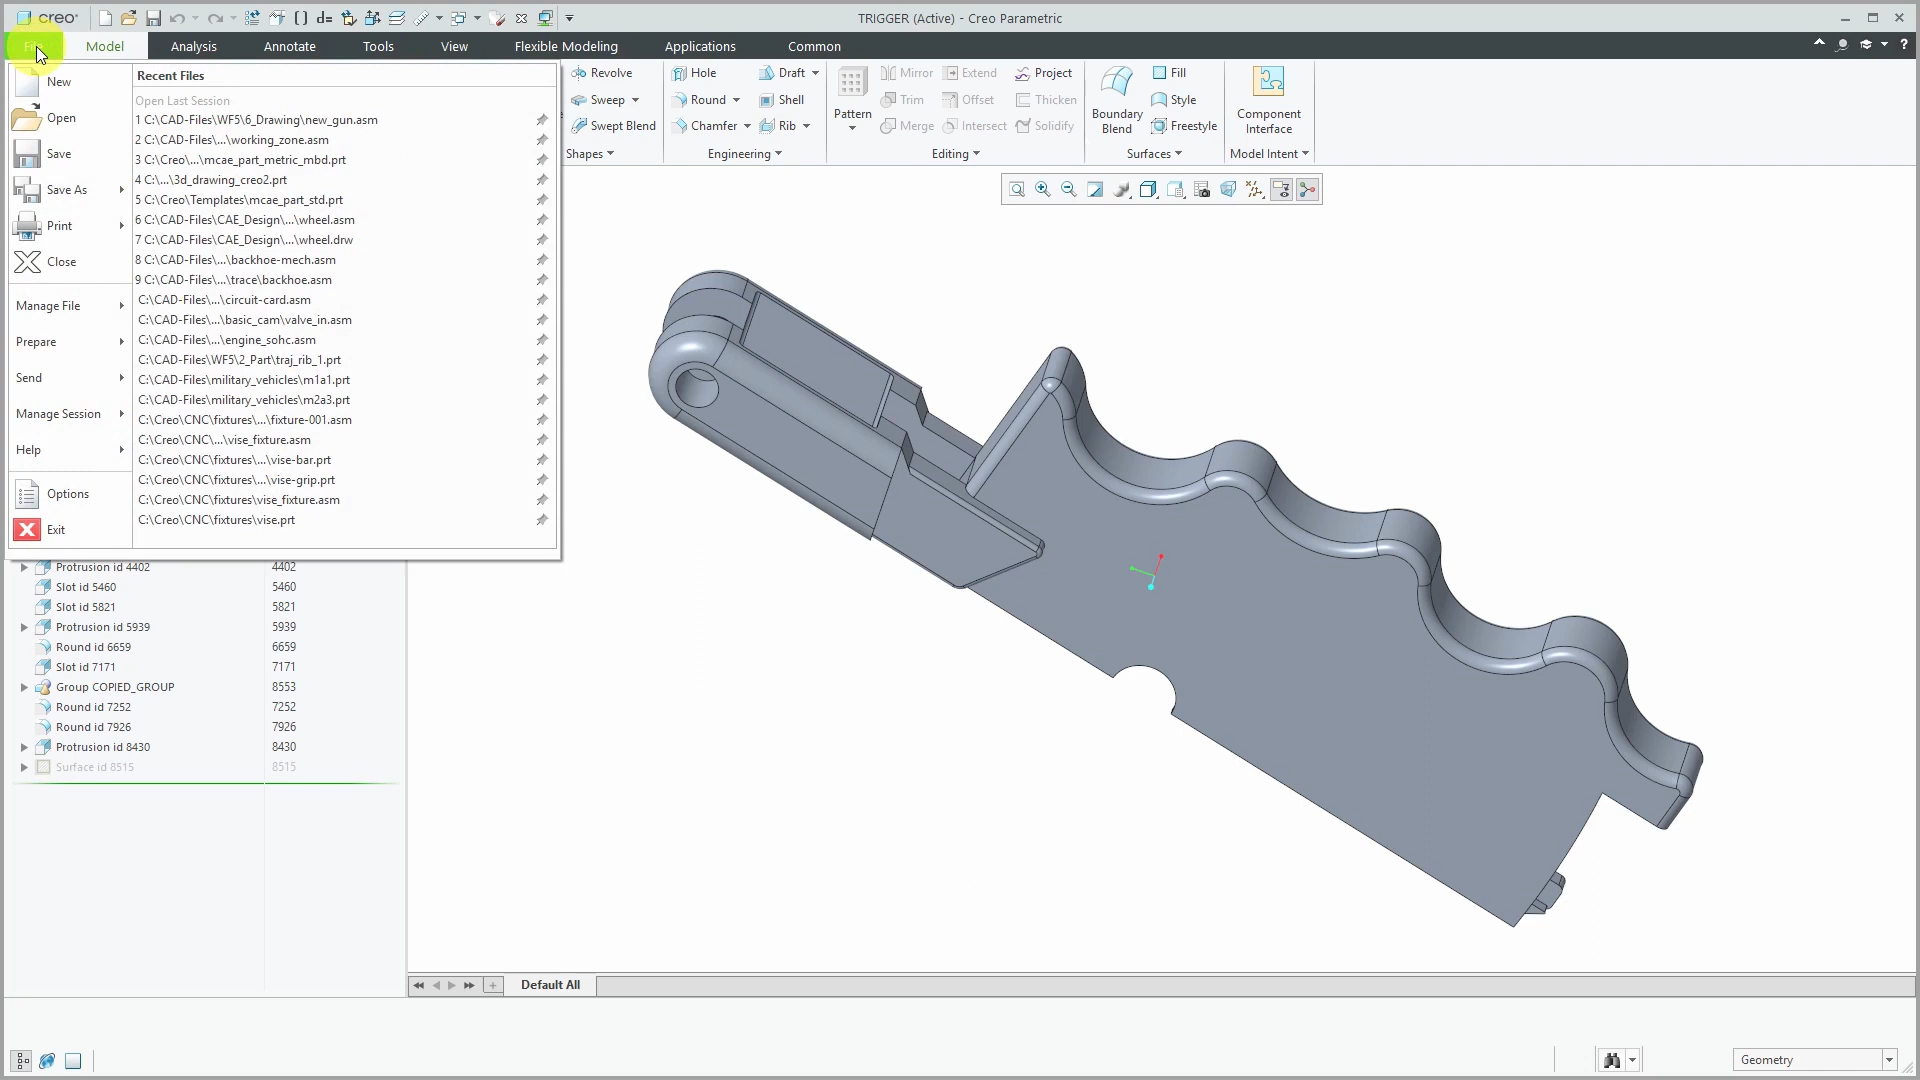 creo
TRIGGER (Active) - Creo Parametric
File
Model
Analysis
Annotate
Tools
View
Flexible Modeling
Applications
Common
New
Open
Save
Save As
Print
Close
Manage File
Prepare
Send
Manage Session
Help
Options
Exit
Recent Files
Open Last Session
1 C:\CAD-Files\WF5\6_Drawing\new_gun.asm
2 C:\CAD-Files\...\working_zone.asm
3 C:\Creo\...\mcae_part_metric_mbd.prt
4 C:\...\3d_drawing_creo2.prt
5 C:\Creo\Templates\mcae_part_std.prt
6 C:\CAD-Files\CAE_Design\...\wheel.asm
7 C:\CAD-Files\CAE_Design\...\wheel.drw
8 C:\CAD-Files\...\backhoe-mech.asm
9 C:\CAD-Files\...\trace\backhoe.asm
C:\CAD-Files\...\circuit-card.asm
C:\CAD-Files\...\basic_cam\valve_in.asm
C:\CAD-Files\...\engine_sohc.asm
C:\CAD-Files\WF5\2_Part\traj_rib_1.prt
C:\CAD-Files\military_vehicles\m1a1.prt
C:\CAD-Files\military_vehicles\m2a3.prt
C:\Creo\CNC\fixtures\...\fixture-001.asm
C:\Creo\CNC\...\vise_fixture.asm
C:\Creo\CNC\fixtures\...\vise-bar.prt
C:\Creo\CNC\fixtures\...\vise-grip.prt
C:\Creo\CNC\fixtures\vise_fixture.asm
C:\Creo\CNC\fixtures\vise.prt
Revolve
Sweep
Swept Blend
Shapes
Hole
Draft
Round
Shell
Chamfer
Rib
Engineering
Pattern
Mirror
Extend
Project
Trim
Offset
Thicken
Merge
Intersect
Solidify
Editing
Boundary
Blend
Fill
Style
Freestyle
Surfaces
Component
Interface
Model Intent
Protrusion id 4402 4402
Slot id 5460 5460
Slot id 5821 5821
Protrusion id 5939 5939
Round id 6659 6659
Slot id 7171 7171
Group COPIED_GROUP 8553
Round id 7252 7252
Round id 7926 7926
Protrusion id 8430 8430
Surface id 8515 8515
Default All
Geometry